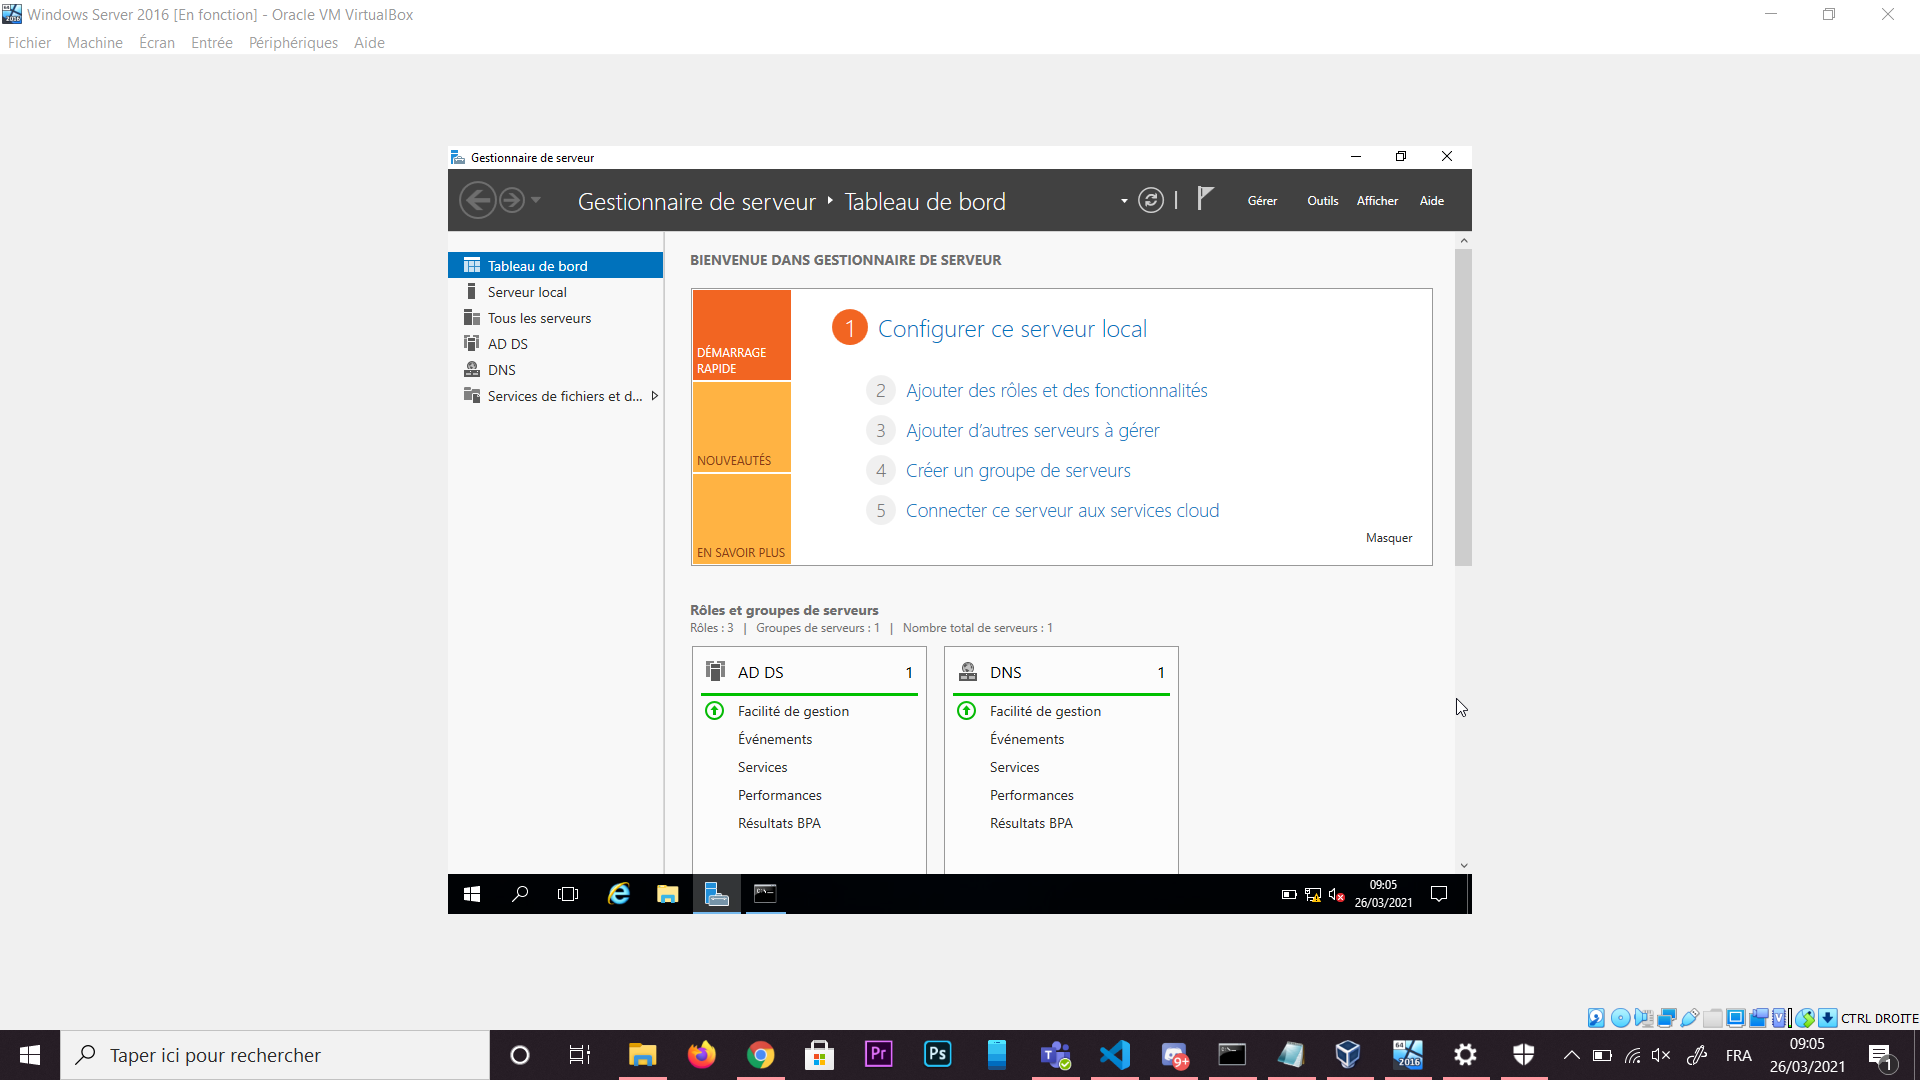 Windows Server 2016 [En fonction] - Oracle VM VirtualBox
Fichier Machine Écran Entrée Périphériques Aide
Gestionnaire de serveur
Gestionnaire de serveur Tableau de bord
Gérer Outils Afficher Aide
Tableau de bord
Serveur local
Tous les serveurs
AD DS
DNS
Services de fichiers et d...
BIENVENUE DANS GESTIONNAIRE DE SERVEUR
DÉMARRAGE
RAPIDE
NOUVEAUTÉS
EN SAVOIR PLUS
1 Configurer ce serveur local
2 Ajouter des rôles et des fonctionnalités
3 Ajouter d’autres serveurs à gérer
4 Créer un groupe de serveurs
5 Connecter ce serveur aux services cloud
Masquer
Rôles et groupes de serveurs
Rôles : 3 | Groupes de serveurs : 1 | Nombre total de serveurs : 1
AD DS 1
Facilité de gestion
Événements
Services
Performances
Résultats BPA
DNS 1
Facilité de gestion
Événements
Services
Performances
Résultats BPA
09:05
26/03/2021
CTRL DROITE
Taper ici pour rechercher
Pr
Ps
9+
64
2016
FRA
09:05
26/03/2021
1